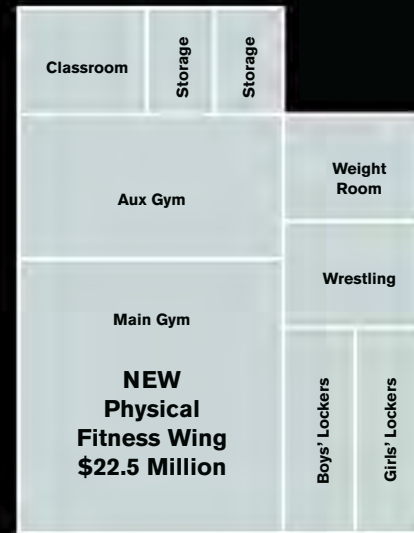 Classroom
Storage
Storage
Aux Gym
Weight
Room
Wrestling
Main Gym
NEW
Physical
Fitness Wing
$22.5 Million
Boys' Lockers
Girls' Lockers